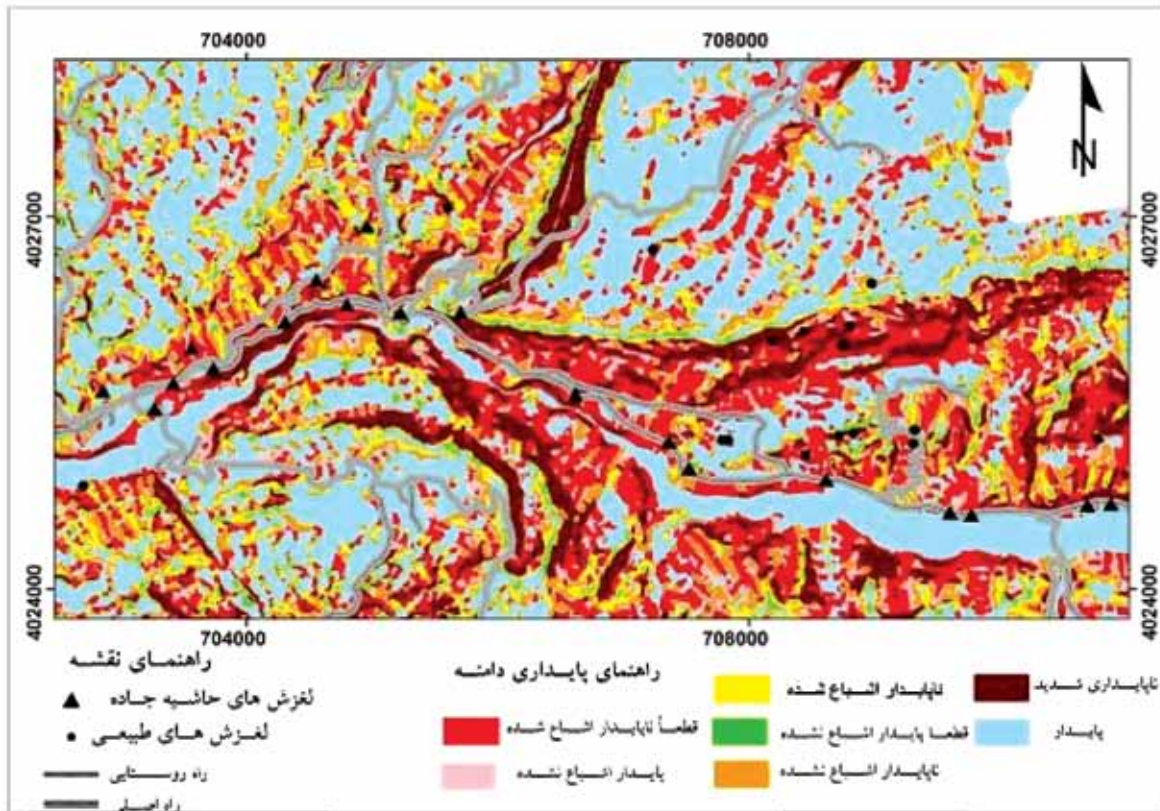 704000 708000
4027000 4027000
N
4024000 4024000
704000 708000
راهنمای نقشه
لغزش های حاشیه جاده
لغزش های طبیعی
راه روستایی
راه اصلی
راهنمای پایداری دامنه
قطعاً ناپایدار اشباع شده
پایدار اشباع نشده
ناپایدار اشباع شده
قطعا پایدار اشباع نشده
ناپایدار اشباع نشده
ناپایداری شدید
پایدار